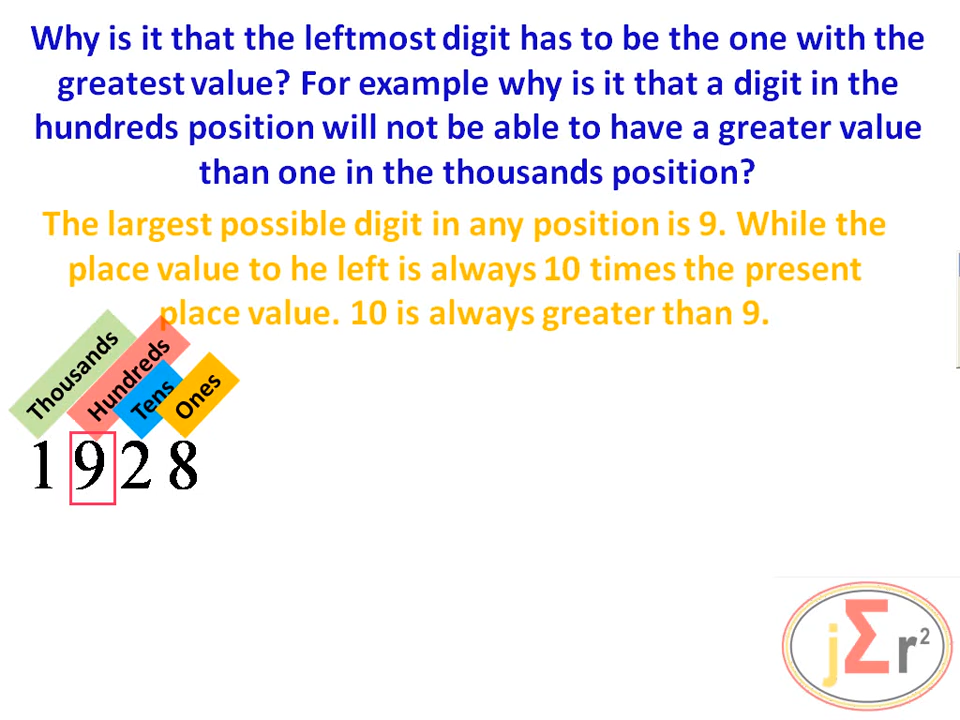 Why is it that the leftmost digit has to be the one with the
greatest value? For example why is it that a digit in the
hundreds position will not be able to have a greater value
than one in the thousands position?
The largest possible digit in any position is 9. While the
place value to he left is always 10 times the present
place value. 10 is always greater than 9.
Thousands
Hundreds
Tens
Ones
1 9 2 8
jΣr²